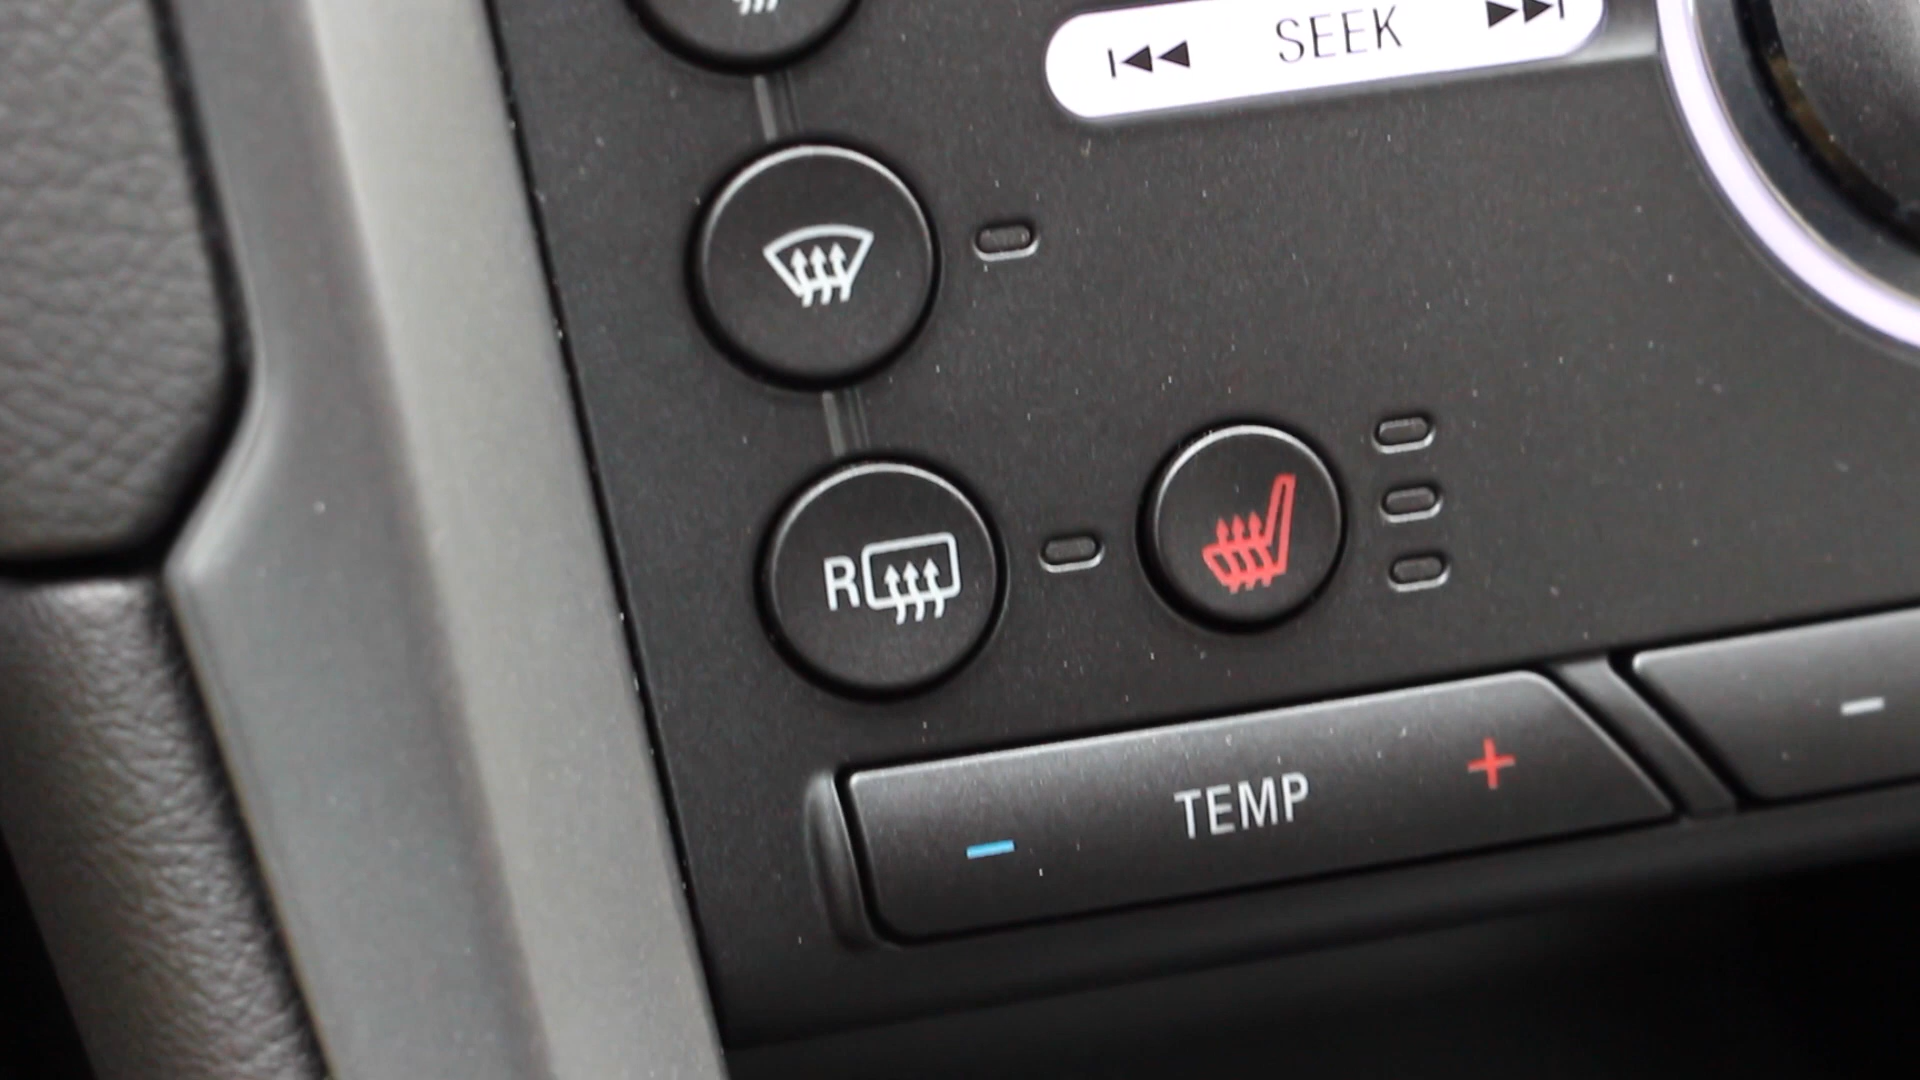 SEEK
R
- TEMP +
-